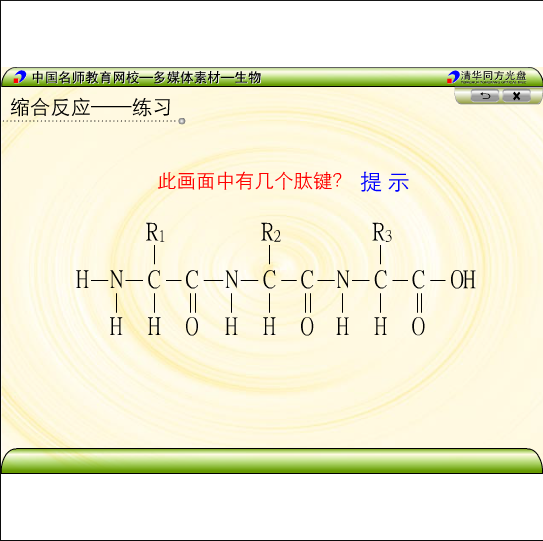 中国名师教育网校—多媒体素材—生物
清华同方光盘
缩合反应——练习
此画面中有几个肽键? 提 示
R1 R2 R3
H—N—C—C—N—C—C—N—C—C—OH
H H O H H O H H O